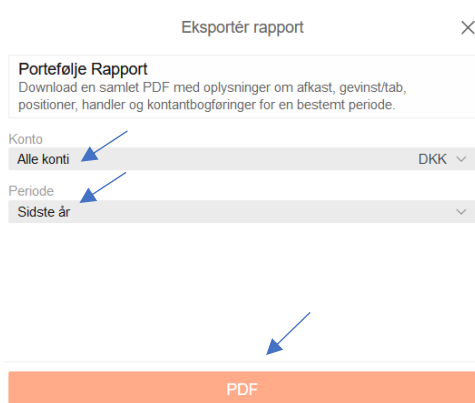 Eksportér rapport
Portefølje Rapport
Download en samlet PDF med oplysninger om afkast, gevinst/tab,
positioner, handler og kontantbogføringer for en bestemt periode.
Konto
Alle konti DKK
Periode
Sidste år
PDF